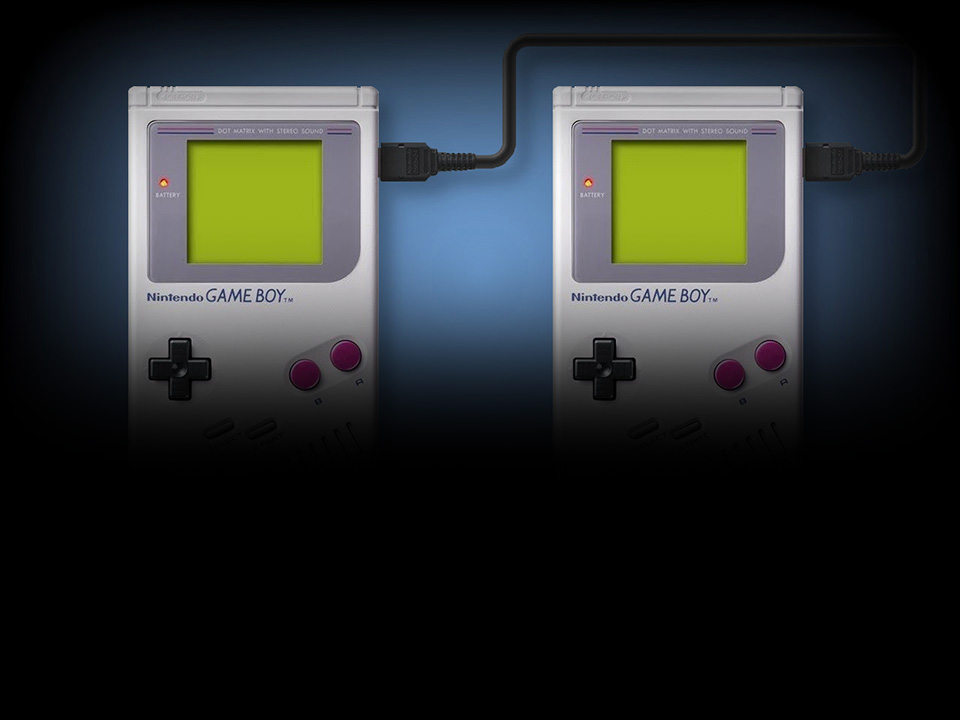 DOT MATRIX WITH STEREO SOUND
BATTERY
Nintendo GAME BOY™
B
A
DOT MATRIX WITH STEREO SOUND
BATTERY
Nintendo GAME BOY™
B
A